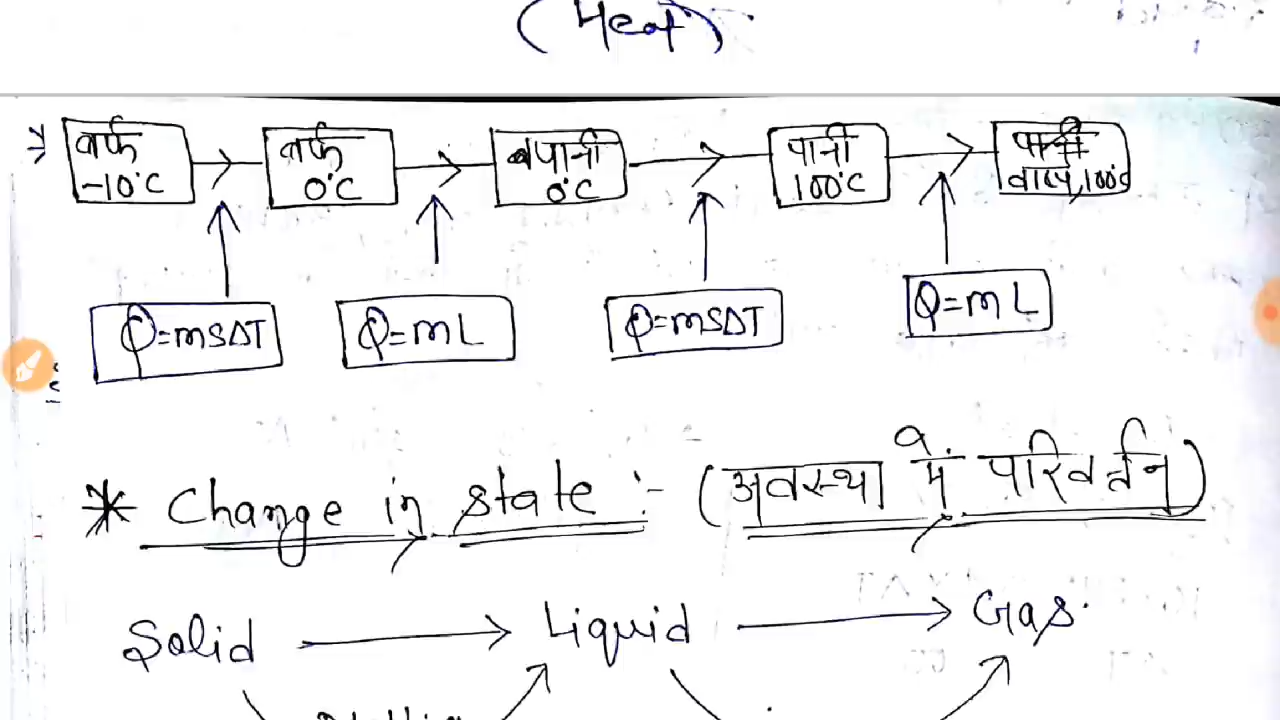 (Heat)
बर्फ -10°C → बर्फ 0°C → पानी 0°C → पानी 100°C → वाष्प, 100°C
Q=msΔT Q=mL Q=msΔT Q=mL
* Change in state :- (अवस्था में परिवर्तन)
Solid → Liquid → Gas.